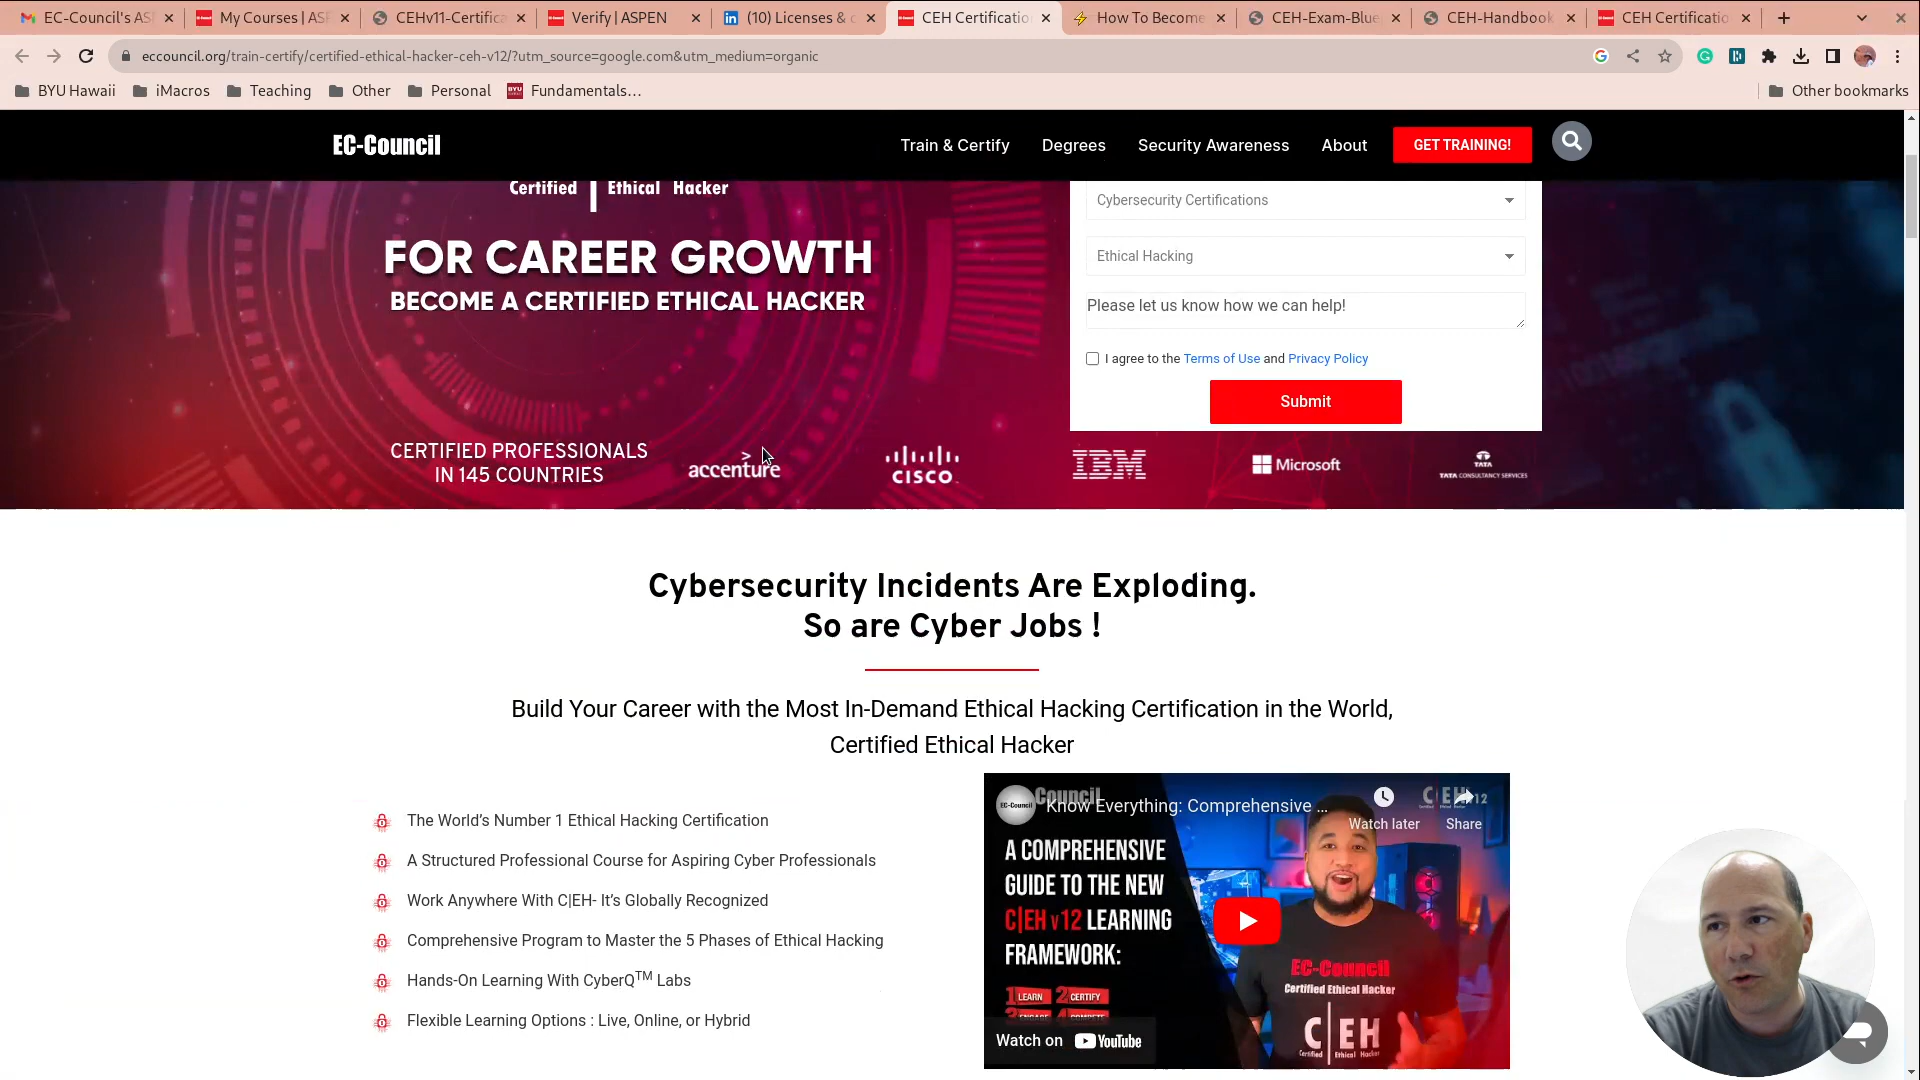 EC-Council's ASP
My Courses | ASP
CEHv11-Certifica
Verify | ASPEN
(10) Licenses & c
CEH Certificatio
How To Become
CEH-Exam-Blue
CEH-Handbook
CEH Certificatio
eccouncil.org/train-certify/certified-ethical-hacker-ceh-v12/?utm_source=google.com&utm_medium=organic
BYU Hawaii
iMacros
Teaching
Other
Personal
Fundamentals...
Other bookmarks
EC-Council
Train & Certify
Degrees
Security Awareness
About
GET TRAINING!
Certified Ethical Hacker
FOR CAREER GROWTH
BECOME A CERTIFIED ETHICAL HACKER
Cybersecurity Certifications
Ethical Hacking
Please let us know how we can help!
I agree to the Terms of Use and Privacy Policy
Submit
CERTIFIED PROFESSIONALS
IN 145 COUNTRIES
accenture
CISCO
IBM
Microsoft
TATA
TATA CONSULTANCY SERVICES
Cybersecurity Incidents Are Exploding.
So are Cyber Jobs !
Build Your Career with the Most In-Demand Ethical Hacking Certification in the World,
Certified Ethical Hacker
The World's Number 1 Ethical Hacking Certification
A Structured Professional Course for Aspiring Cyber Professionals
Work Anywhere With C|EH- It's Globally Recognized
Comprehensive Program to Master the 5 Phases of Ethical Hacking
Hands-On Learning With CyberQTM Labs
Flexible Learning Options : Live, Online, or Hybrid
EC-Council
Know Everything: Comprehensive ...
Watch later
Share
A COMPREHENSIVE
GUIDE TO THE NEW
C|EH v12 LEARNING
FRAMEWORK:
1 LEARN
2 CERTIFY
3 ENGAGE
4 COMPETE
EC-Council
Certified Ethical Hacker
C|EH
Certified Ethical Hacker
Watch on YouTube